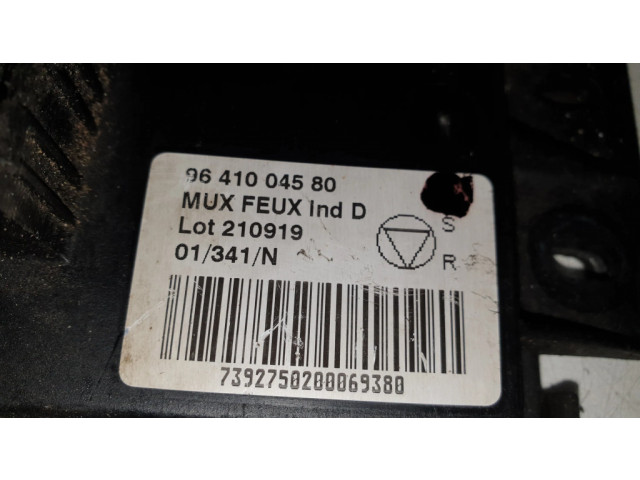 96 410 045 80
MUX FEUX Ind D
Lot 210919
01/341/N
S
R
7392750200069380